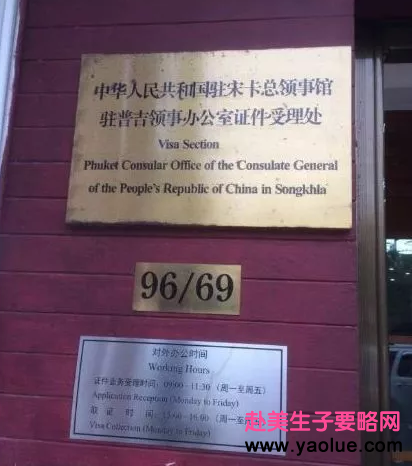 中华人民共和国驻宋卡总领事馆
驻普吉领事办公室证件受理处
Visa Section
Phuket Consular Office of the Consulate General
of the People's Republic of China in Songkhla
96/69
对外办公时间
Working Hours
证件业务受理时间：09:00 - 11:30（周一至周五）
Application Reception (Monday to Friday)
取 证 时 间：15:00 - 16:00（周一至周
Visa Collection (Monday to Friday)
赴美生子要略网
www.yaolue.com